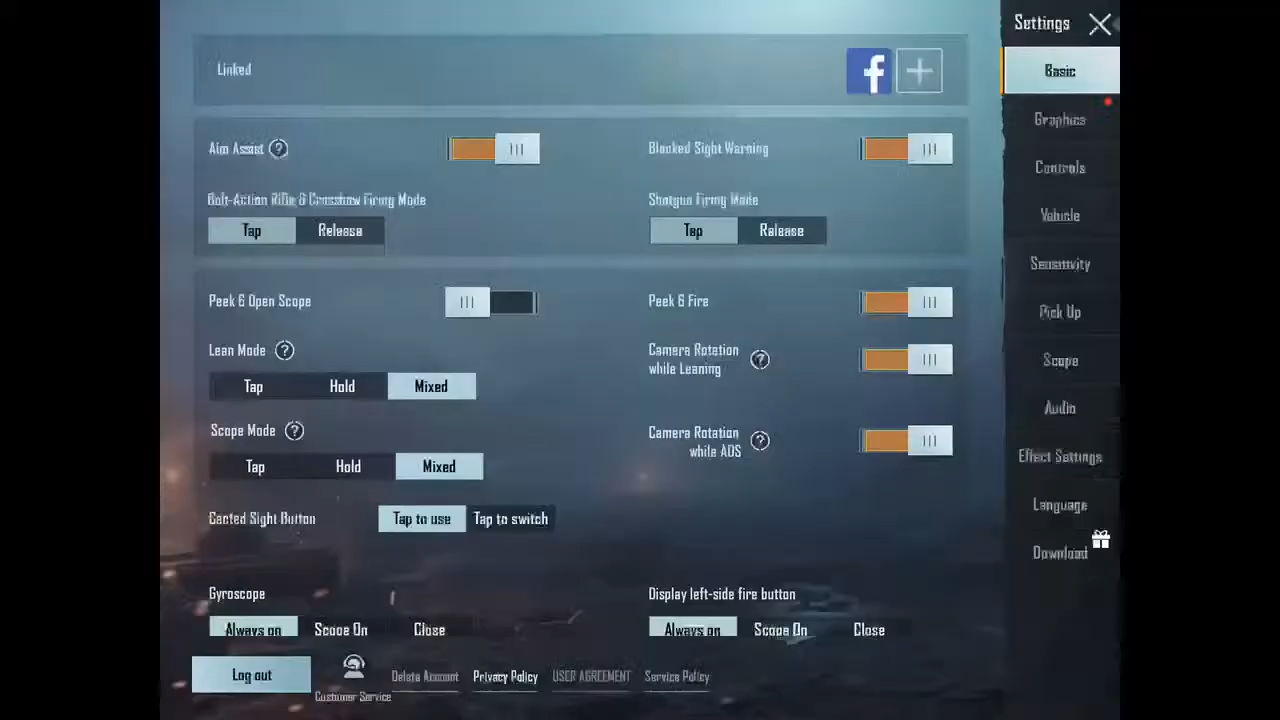 Settings
Linked
Basic
Aim Assist ?
Blocked Sight Warning
Graphics
Controls
Bolt-Action Rifle & Crossbow Firing Mode
Shotgun Firing Mode
Tap Release
Tap Release
Vehicle
Sensitivity
Peek & Open Scope
Peek & Fire
Pick Up
Lean Mode ?
Camera Rotation
while Leaning ?
Scope
Tap Hold Mixed
Audio
Scope Mode ?
Camera Rotation
while ADS ?
Effect Settings
Tap Hold Mixed
Language
Canted Sight Button Tap to use Tap to switch
Download
Gyroscope
Display left-side fire button
Always on Scope On Close
Always on Scope On Close
Log out
Customer Service
Delete Account Privacy Policy USER AGREEMENT Service Policy